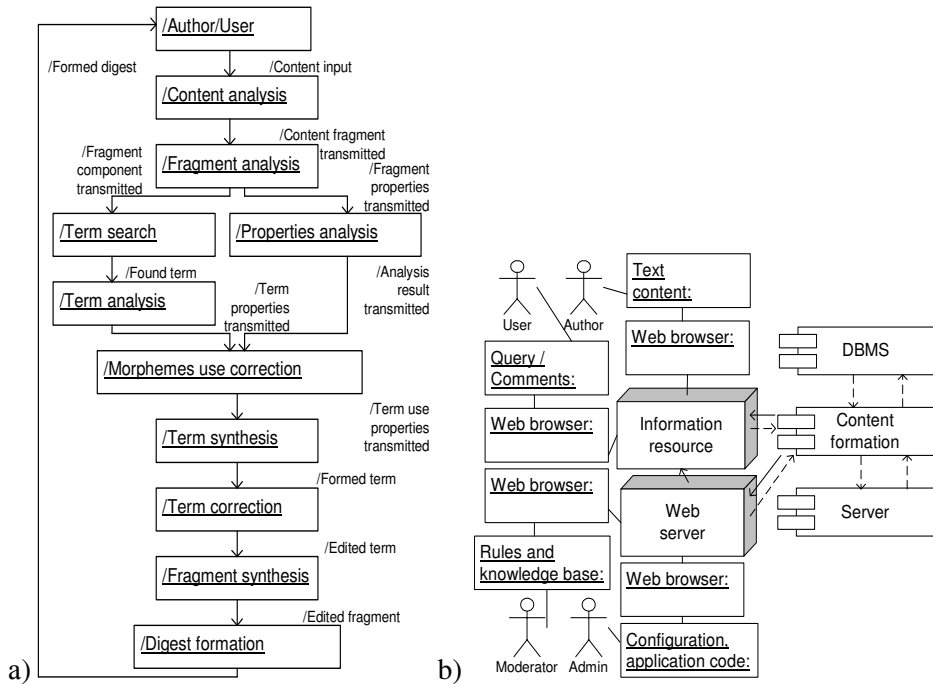 /Author/User
/Formed digest
/Content input
/Content analysis
/Content fragment
transmitted
/Fragment
component
transmitted
/Fragment analysis
/Fragment
properties
transmitted
/Term search
/Properties analysis
/Found term
/Term analysis
/Term
properties
transmitted
/Analysis
result
transmitted
/Morphemes use correction
/Term use
properties
transmitted
/Term synthesis
/Formed term
/Term correction
/Edited term
/Fragment synthesis
/Edited fragment
/Digest formation
a)
User
Author
Text
content:
Web browser:
Query /
Comments:
Web browser:
Information
resource
DBMS
Content
formation
Server
Web browser:
Web
server
Rules and
knowledge base:
Web browser:
Moderator
Admin
Configuration,
application code:
b)